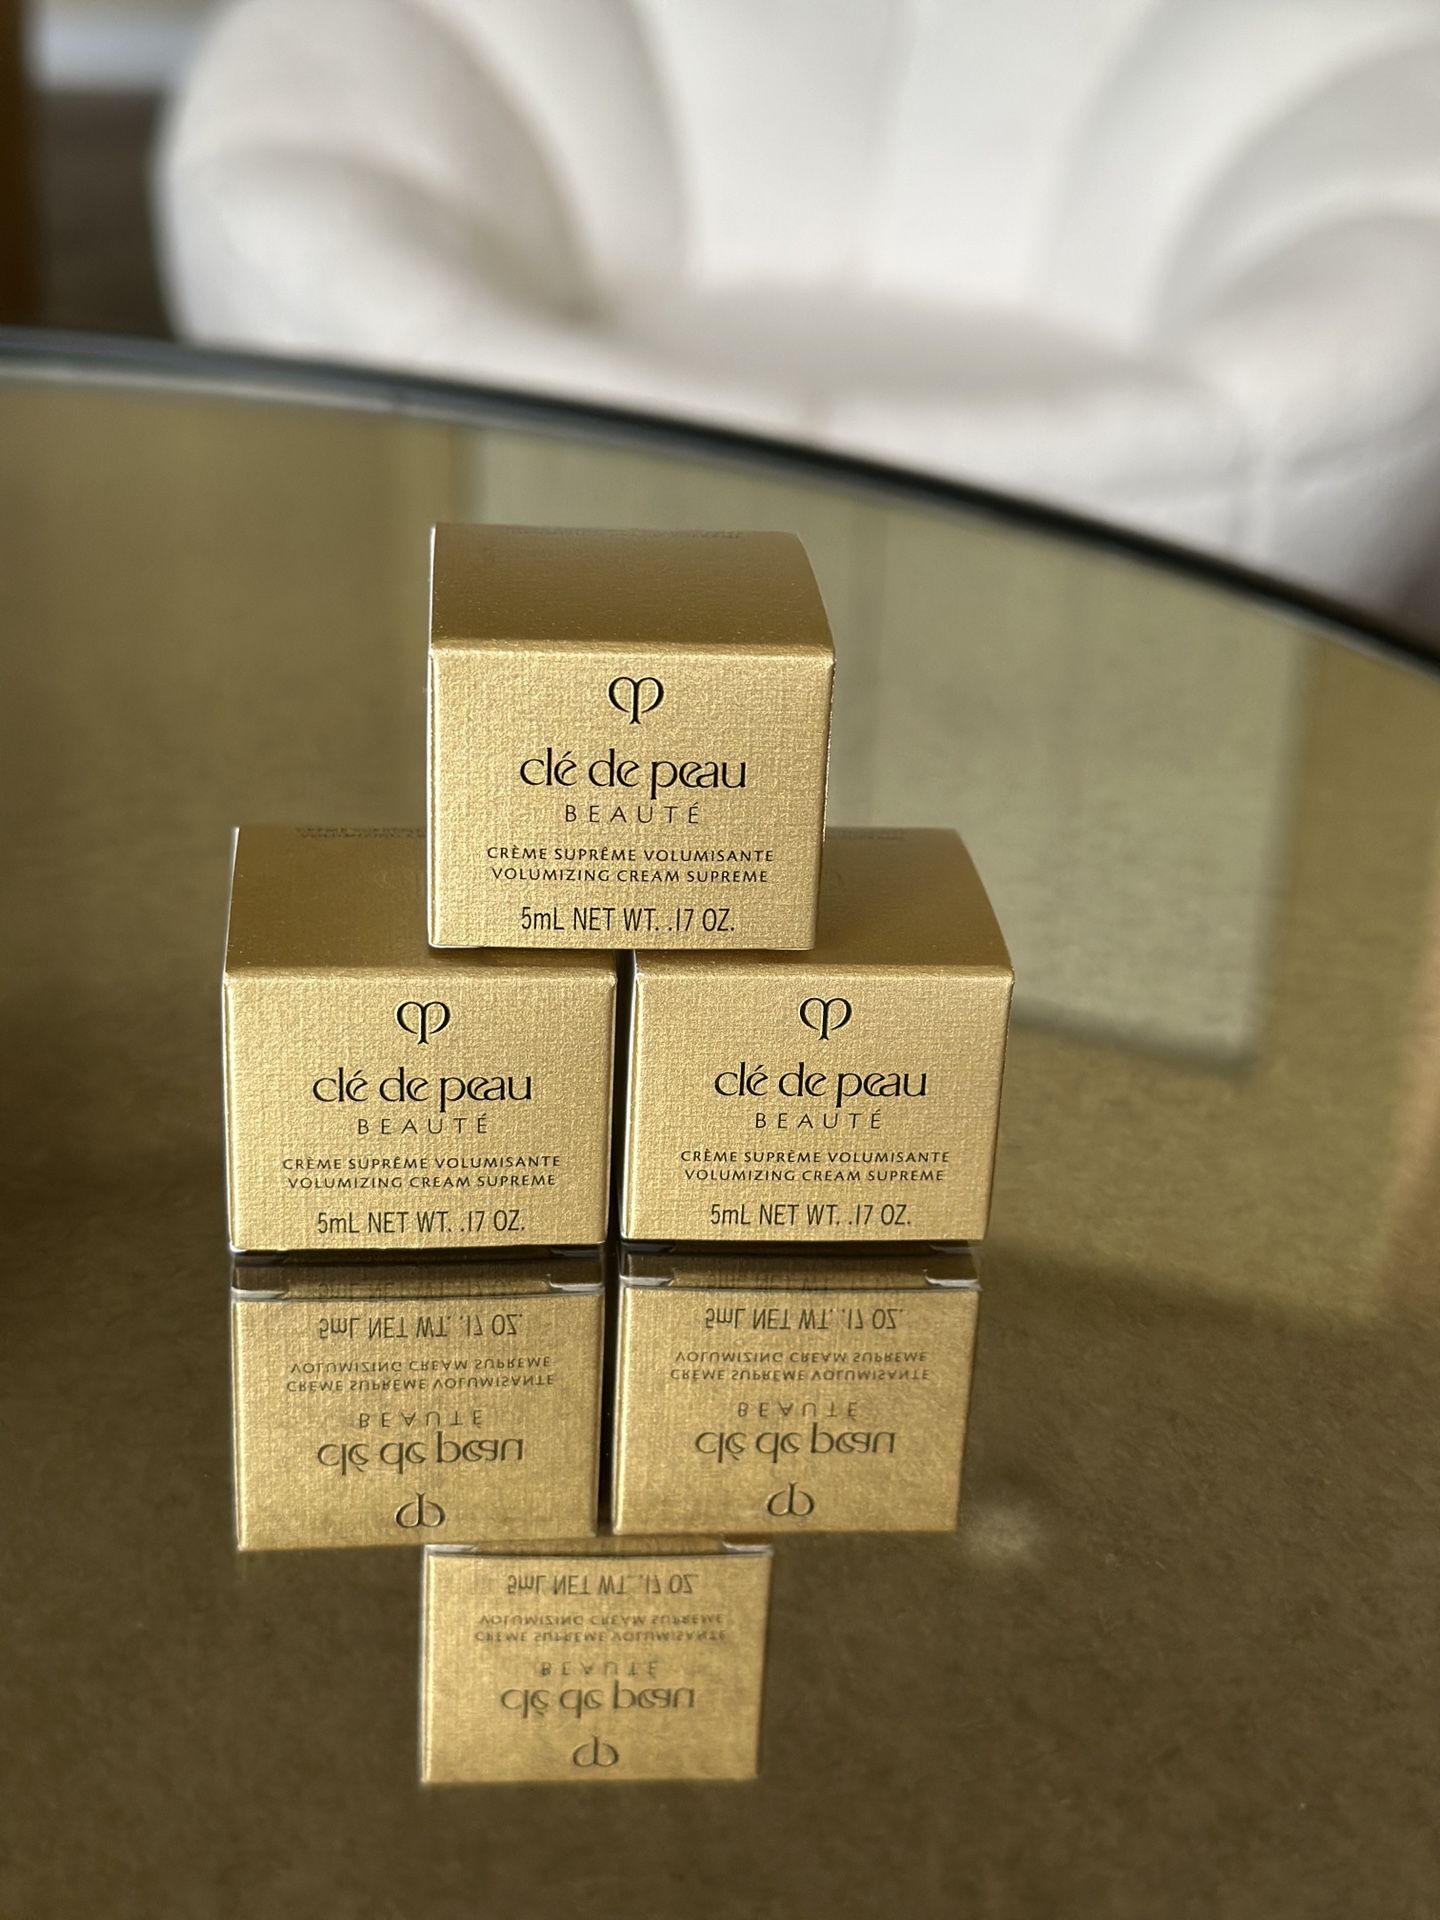 clé de peau
BEAUTÉ
CRÈME SUPRÊME VOLUMISANTE
VOLUMIZING CREAM SUPREME
5mL NET WT. .17 OZ.
clé de peau
BEAUTÉ
CRÈME SUPRÊME VOLUMISANTE
VOLUMIZING CREAM SUPREME
5mL NET WT. .17 OZ.
clé de peau
BEAUTÉ
CRÈME SUPRÊME VOLUMISANTE
VOLUMIZING CREAM SUPREME
5mL NET WT. .17 OZ.